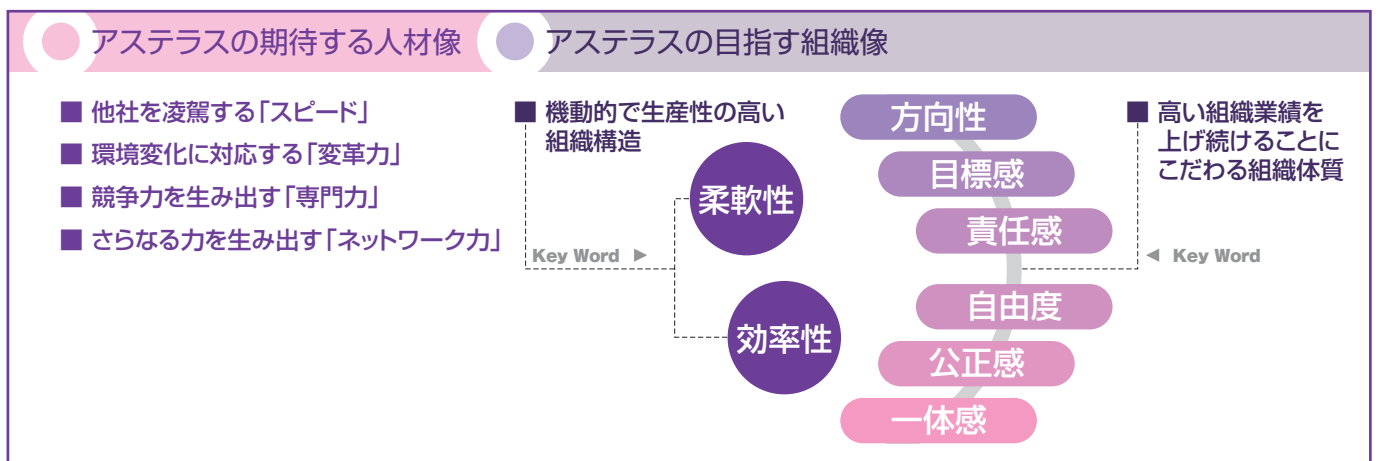 アステラスの期待する人材像
■ 他社を凌駕する「スピード」
■ 環境変化に対応する「変革力」
■ 競争力を生み出す「専門力」
■ さらなる力を生み出す「ネットワーク力」
アステラスの目指す組織像
■ 機動的で生産性の高い
組織構造
Key Word ▶
柔軟性
効率性
方向性
目標感
責任感
自由度
公正感
一体感
■ 高い組織業績を
上げ続けることに
こだわる組織体質
◀ Key Word